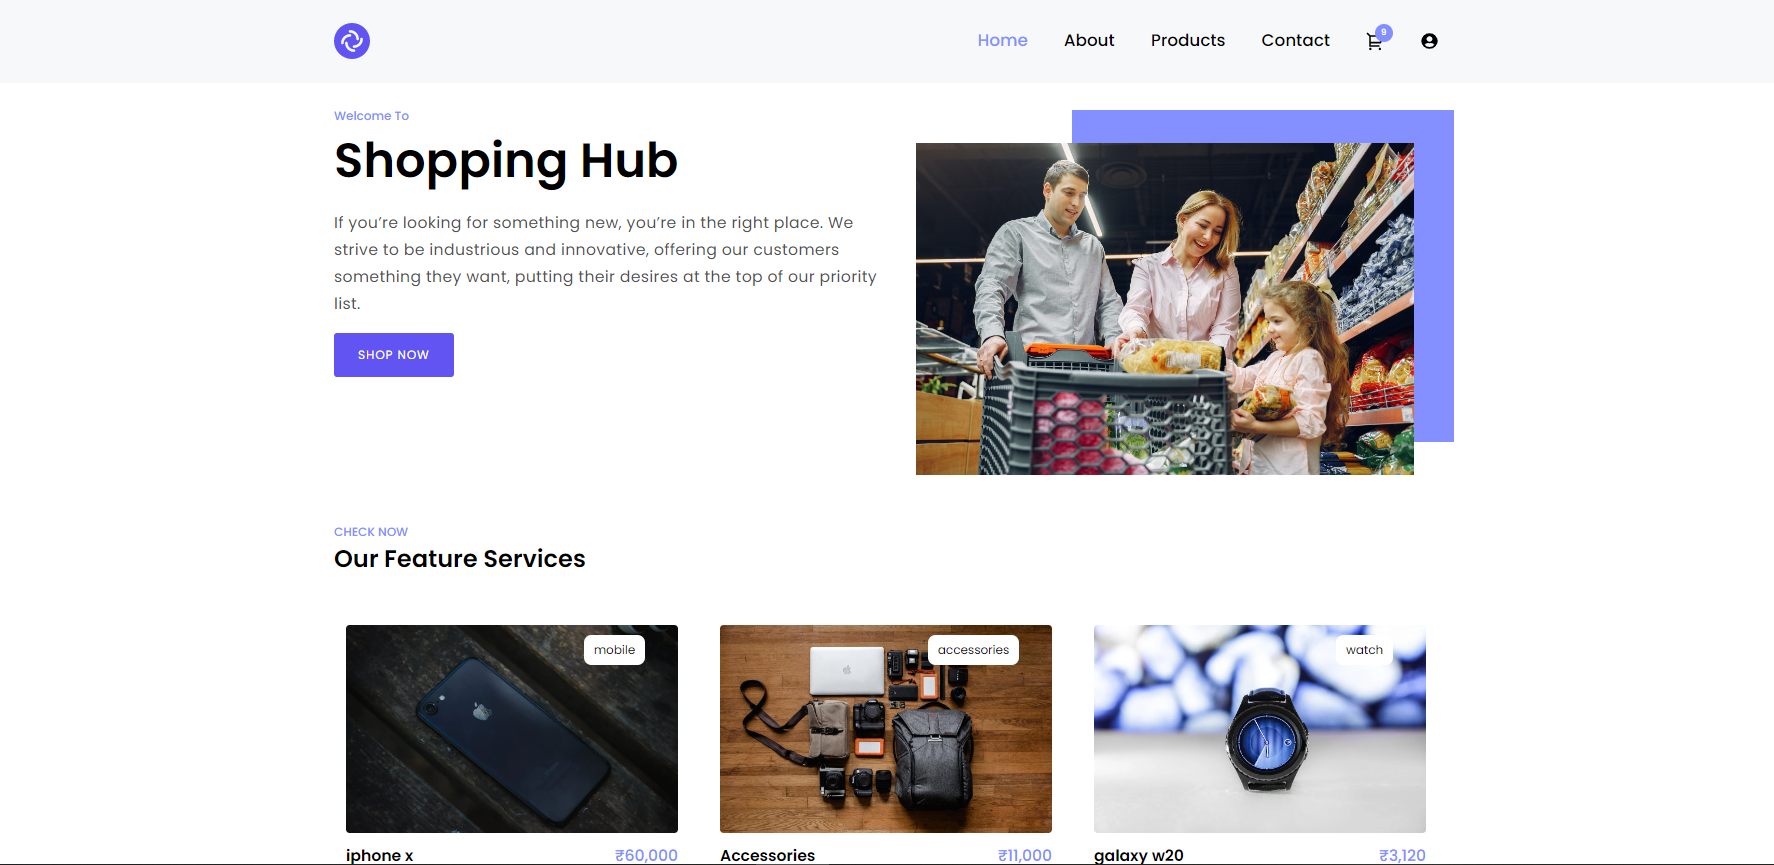 Home About Products Contact 9
Welcome To
Shopping Hub
If you’re looking for something new, you’re in the right place. We
strive to be industrious and innovative, offering our customers
something they want, putting their desires at the top of our priority
list.
SHOP NOW
CHECK NOW
Our Feature Services
mobile
accessories
watch
iphone x ₹60,000
Accessories ₹11,000
galaxy w20 ₹3,120